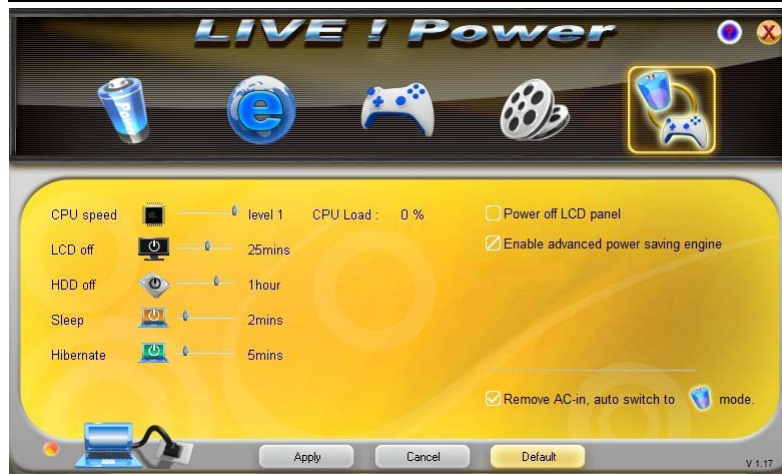 LIVE ! Power
CPU speed level 1 CPU Load : 0 %
LCD off 25mins
HDD off 1hour
Sleep 2mins
Hibernate 5mins
Power off LCD panel
Enable advanced power saving engine
Remove AC-in, auto switch to mode.
Apply Cancel Default
V 1.17